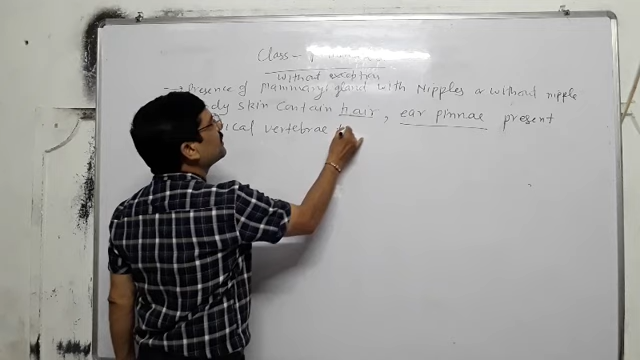 Class-
without exception
→ Presence of mammary gland with Nipples or without nipple
dy skin contain hair, ear pinnae present
ical vertebrae